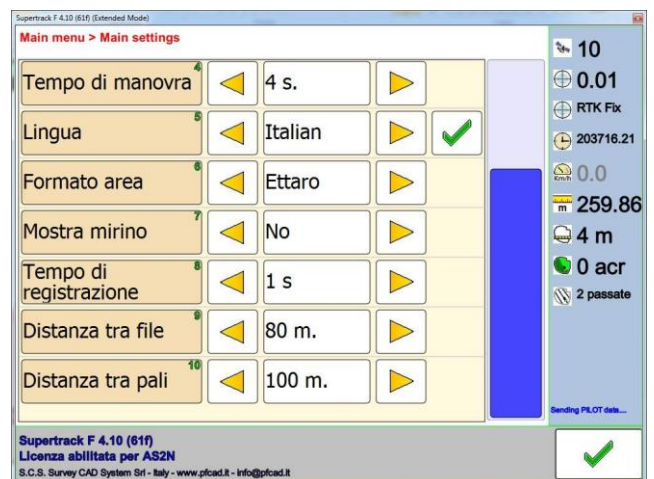 Supertrack F 4.10 (61f) (Extended Mode)
Main menu > Main settings
Tempo di manovra
4
4 s.
Lingua
5
Italian
Formato area
6
Ettaro
Mostra mirino
7
No
Tempo di
registrazione
8
1 s
Distanza tra file
9
80 m.
Distanza tra pali
10
100 m.
10
0.01
RTK Fix
203716.21
Km/h
0.0
m
259.86
4 m
0 acr
2 passate
Sending PILOT data....
Supertrack F 4.10 (61f)
Licenza abilitata per AS2N
S.C.S. Survey CAD System Srl - Italy - www.pfcad.it - info@pfcad.it